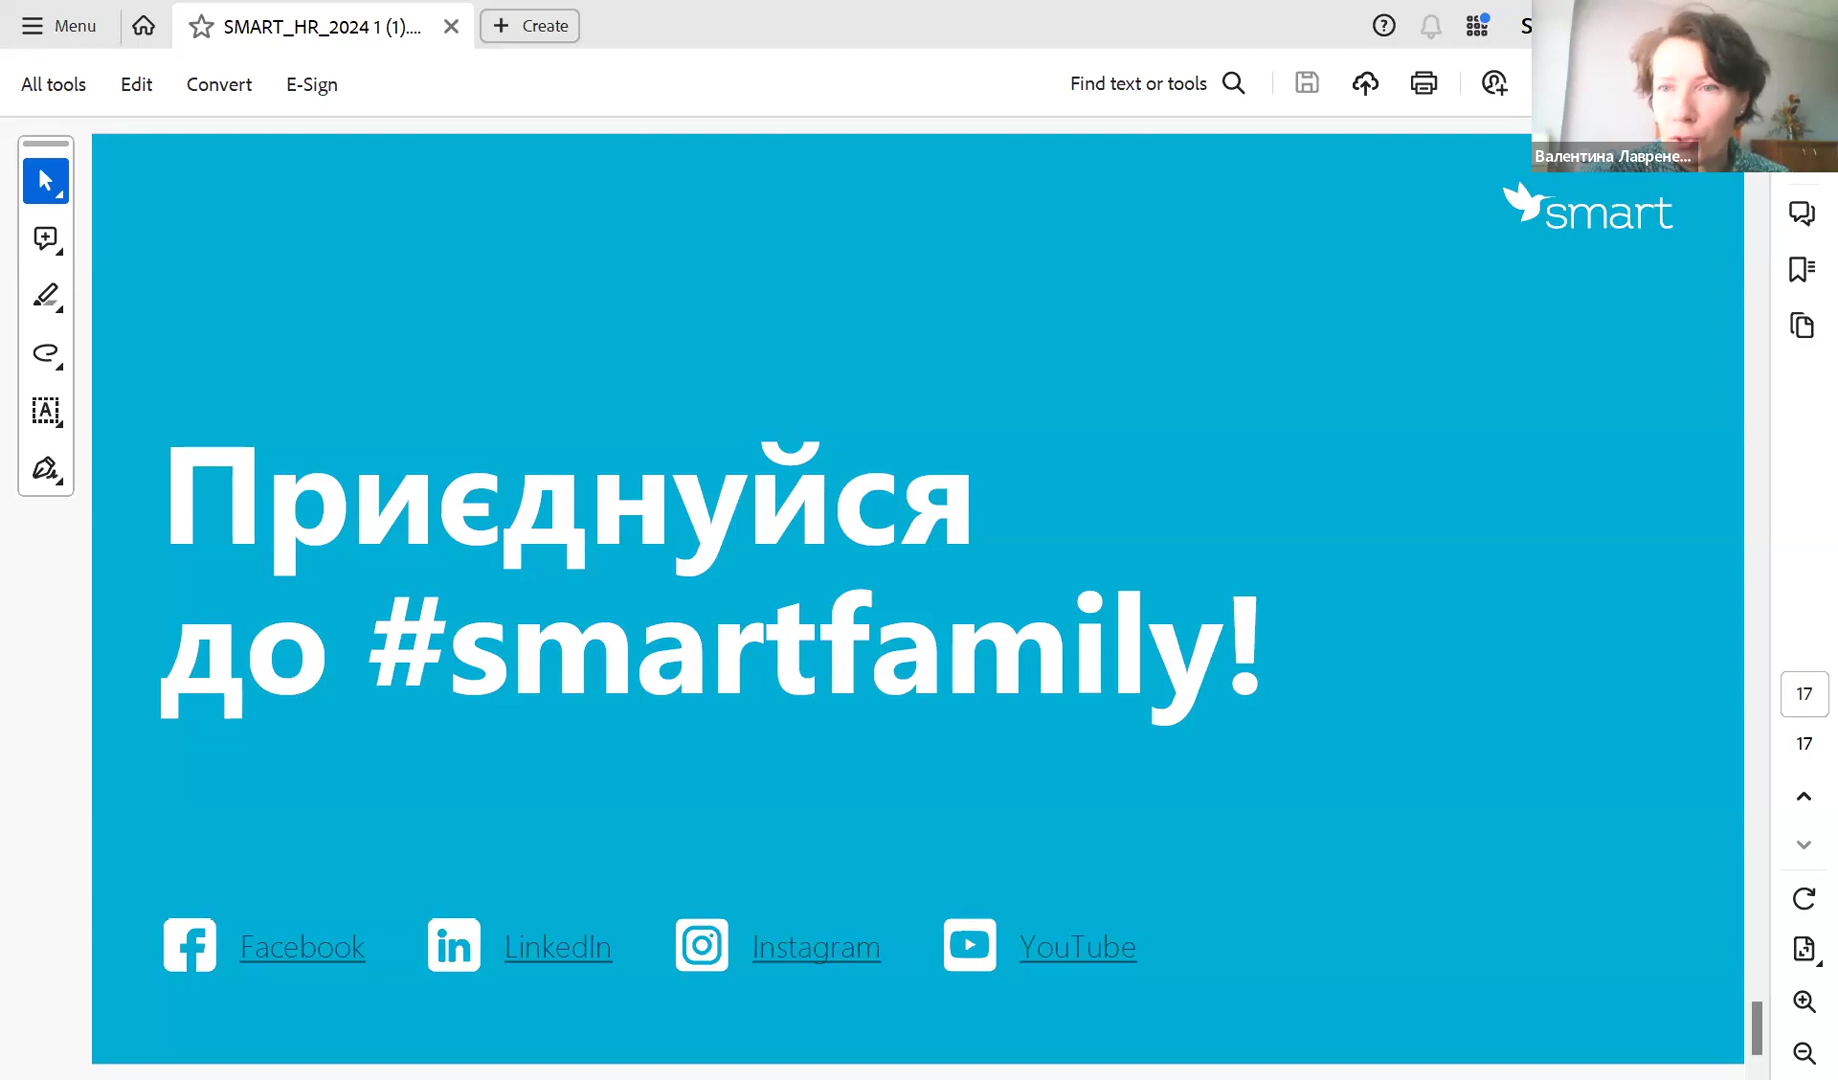 Menu
SMART_HR_2024 1 (1)....
Create
S
All tools
Edit
Convert
E-Sign
Find text or tools
Валентина Лаврене...
smart
Приєднуйся
до #smartfamily!
Facebook
LinkedIn
Instagram
YouTube
17
17